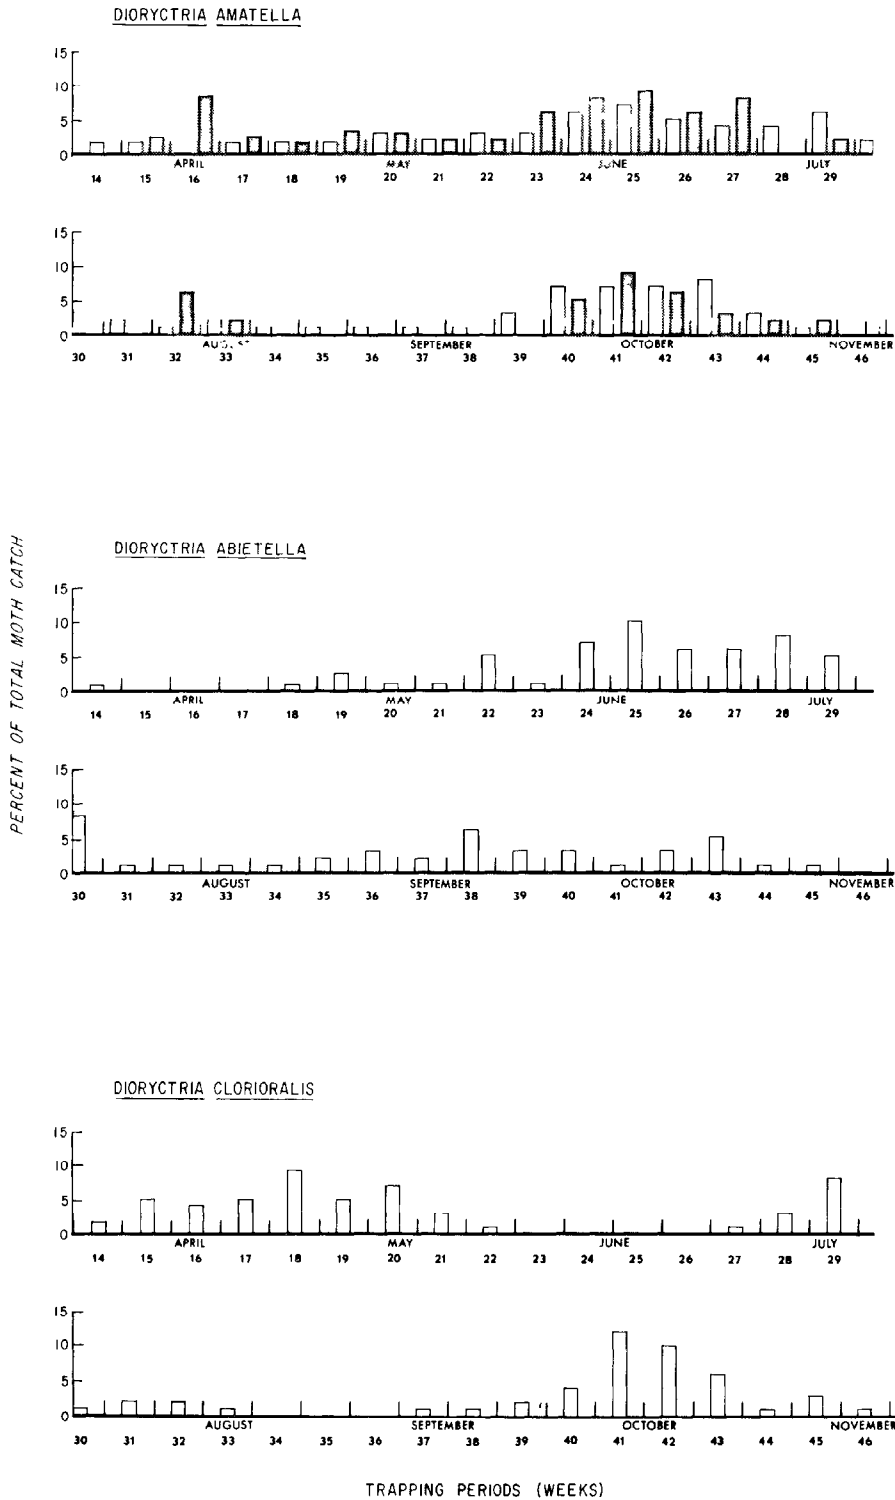 DIORYCTRIA AMATELLA
15
10
5
0
APRIL MAY JUNE JULY
14 15 16 17 18 19 20 21 22 23 24 25 26 27 28 29
15
10
5
0
AUGUST SEPTEMBER OCTOBER NOVEMBER
30 31 32 33 34 35 36 37 38 39 40 41 42 43 44 45 46
PERCENT OF TOTAL MOTH CATCH
DIORYCTRIA ABIETELLA
15
10
5
0
APRIL MAY JUNE JULY
14 15 16 17 18 19 20 21 22 23 24 25 26 27 28 29
15
10
5
0
AUGUST SEPTEMBER OCTOBER NOVEMBER
30 31 32 33 34 35 36 37 38 39 40 41 42 43 44 45 46
DIORYCTRIA CLORIORALIS
15
10
5
0
APRIL MAY JUNE JULY
14 15 16 17 18 19 20 21 22 23 24 25 26 27 28 29
15
10
5
0
AUGUST SEPTEMBER OCTOBER NOVEMBER
30 31 32 33 34 35 36 37 38 39 40 41 42 43 44 45 46
TRAPPING PERIODS (WEEKS)